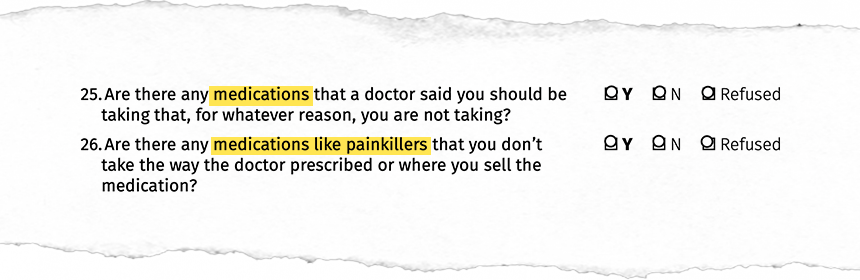 25. Are there any medications that a doctor said you should be Y N Refused
taking that, for whatever reason, you are not taking?
26. Are there any medications like painkillers that you don't Y N Refused
take the way the doctor prescribed or where you sell the
medication?